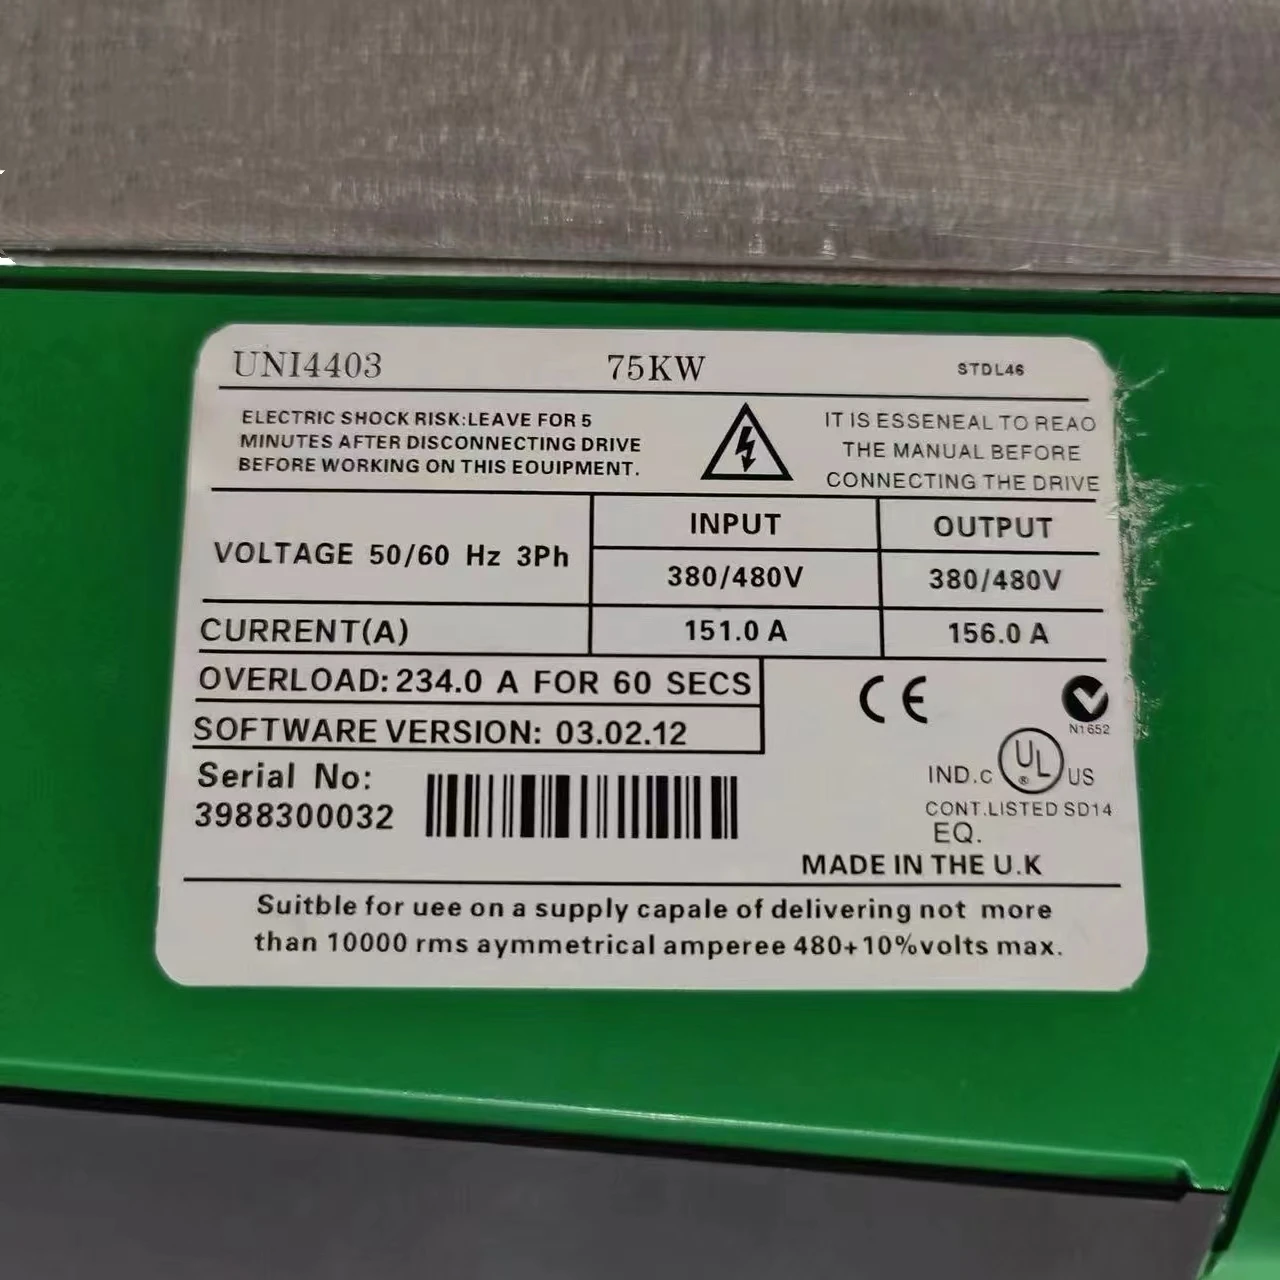 UNI4403 75KW STDL46
ELECTRIC SHOCK RISK:LEAVE FOR 5
MINUTES AFTER DISCONNECTING DRIVE
BEFORE WORKING ON THIS EOUIPMENT.
IT IS ESSENEAL TO REAO
THE MANUAL BEFORE
CONNECTING THE DRIVE
INPUT OUTPUT
VOLTAGE 50/60 Hz 3Ph 380/480V 380/480V
CURRENT(A) 151.0 A 156.0 A
OVERLOAD: 234.0 A FOR 60 SECS
SOFTWARE VERSION: 03.02.12
CE
N1652
Serial No:
3988300032
IND.C UL ® US
CONT.LISTED SD14
EQ.
MADE IN THE U.K
Suitble for uee on a supply capale of delivering not more
than 10000 rms aymmetrical amperee 480+10%volts max.